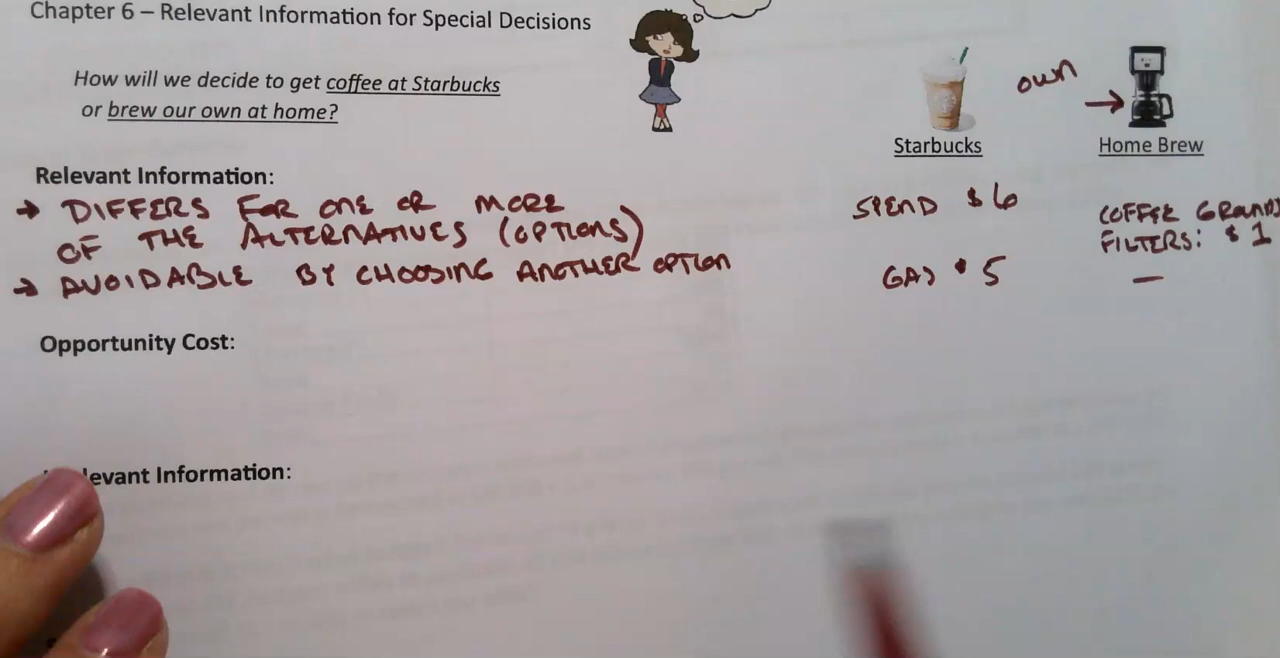 Chapter 6 – Relevant Information for Special Decisions
How will we decide to get coffee at Starbucks
or brew our own at home?
own
Starbucks
Home Brew
Relevant Information:
→ DIFFERS FOR ONE OR MORE
OF THE ALTERNATIVES (OPTIONS)
→ AVOIDABLE BY CHOOSING ANOTHER OPTION
SPEND $6
COFFEE GROUNDS
FILTERS: $1
GAS $5
—
Opportunity Cost:
levant Information: